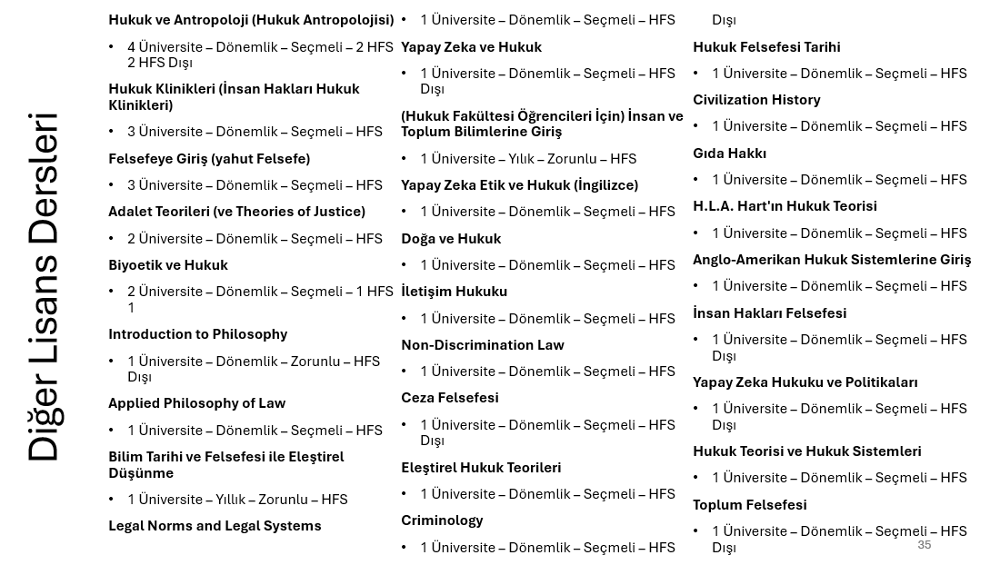 Diğer Lisans Dersleri
Hukuk ve Antropoloji (Hukuk Antropolojisi)
• 4 Üniversite – Dönemlik – Seçmeli – 2 HFS
2 HFS Dışı
Hukuk Klinikleri (İnsan Hakları Hukuk
Klinikleri)
• 3 Üniversite – Dönemlik – Seçmeli – HFS
Felsefeye Giriş (yahut Felsefe)
• 3 Üniversite – Dönemlik – Seçmeli – HFS
Adalet Teorileri (ve Theories of Justice)
• 2 Üniversite – Dönemlik – Seçmeli – HFS
Biyoetik ve Hukuk
• 2 Üniversite – Dönemlik – Seçmeli – 1 HFS
1
Introduction to Philosophy
• 1 Üniversite – Dönemlik – Zorunlu – HFS
Dışı
Applied Philosophy of Law
• 1 Üniversite – Dönemlik – Seçmeli – HFS
Bilim Tarihi ve Felsefesi ile Eleştirel
Düşünme
• 1 Üniversite – Yıllık – Zorunlu – HFS
Legal Norms and Legal Systems
• 1 Üniversite – Dönemlik – Seçmeli – HFS
Yapay Zeka ve Hukuk
• 1 Üniversite – Dönemlik – Seçmeli – HFS
Dışı
(Hukuk Fakültesi Öğrencileri İçin) İnsan ve
Toplum Bilimlerine Giriş
• 1 Üniversite – Yılık – Zorunlu – HFS
Yapay Zeka Etik ve Hukuk (İngilizce)
• 1 Üniversite – Dönemlik – Seçmeli – HFS
Doğa ve Hukuk
• 1 Üniversite – Dönemlik – Seçmeli – HFS
İletişim Hukuku
• 1 Üniversite – Dönemlik – Seçmeli – HFS
Non-Discrimination Law
• 1 Üniversite – Dönemlik – Seçmeli – HFS
Ceza Felsefesi
• 1 Üniversite – Dönemlik – Seçmeli – HFS
Dışı
Eleştirel Hukuk Teorileri
• 1 Üniversite – Dönemlik – Seçmeli – HFS
Criminology
• 1 Üniversite – Dönemlik – Seçmeli – HFS
Dışı
Hukuk Felsefesi Tarihi
• 1 Üniversite – Dönemlik – Seçmeli – HFS
Civilization History
• 1 Üniversite – Dönemlik – Seçmeli – HFS
Gıda Hakkı
• 1 Üniversite – Dönemlik – Seçmeli – HFS
H.L.A. Hart'ın Hukuk Teorisi
• 1 Üniversite – Dönemlik – Seçmeli – HFS
Anglo-Amerikan Hukuk Sistemlerine Giriş
• 1 Üniversite – Dönemlik – Seçmeli – HFS
İnsan Hakları Felsefesi
• 1 Üniversite – Dönemlik – Seçmeli – HFS
Dışı
Yapay Zeka Hukuku ve Politikaları
• 1 Üniversite – Dönemlik – Seçmeli – HFS
Dışı
Hukuk Teorisi ve Hukuk Sistemleri
• 1 Üniversite – Dönemlik – Seçmeli – HFS
Toplum Felsefesi
• 1 Üniversite – Dönemlik – Seçmeli – HFS
Dışı
35